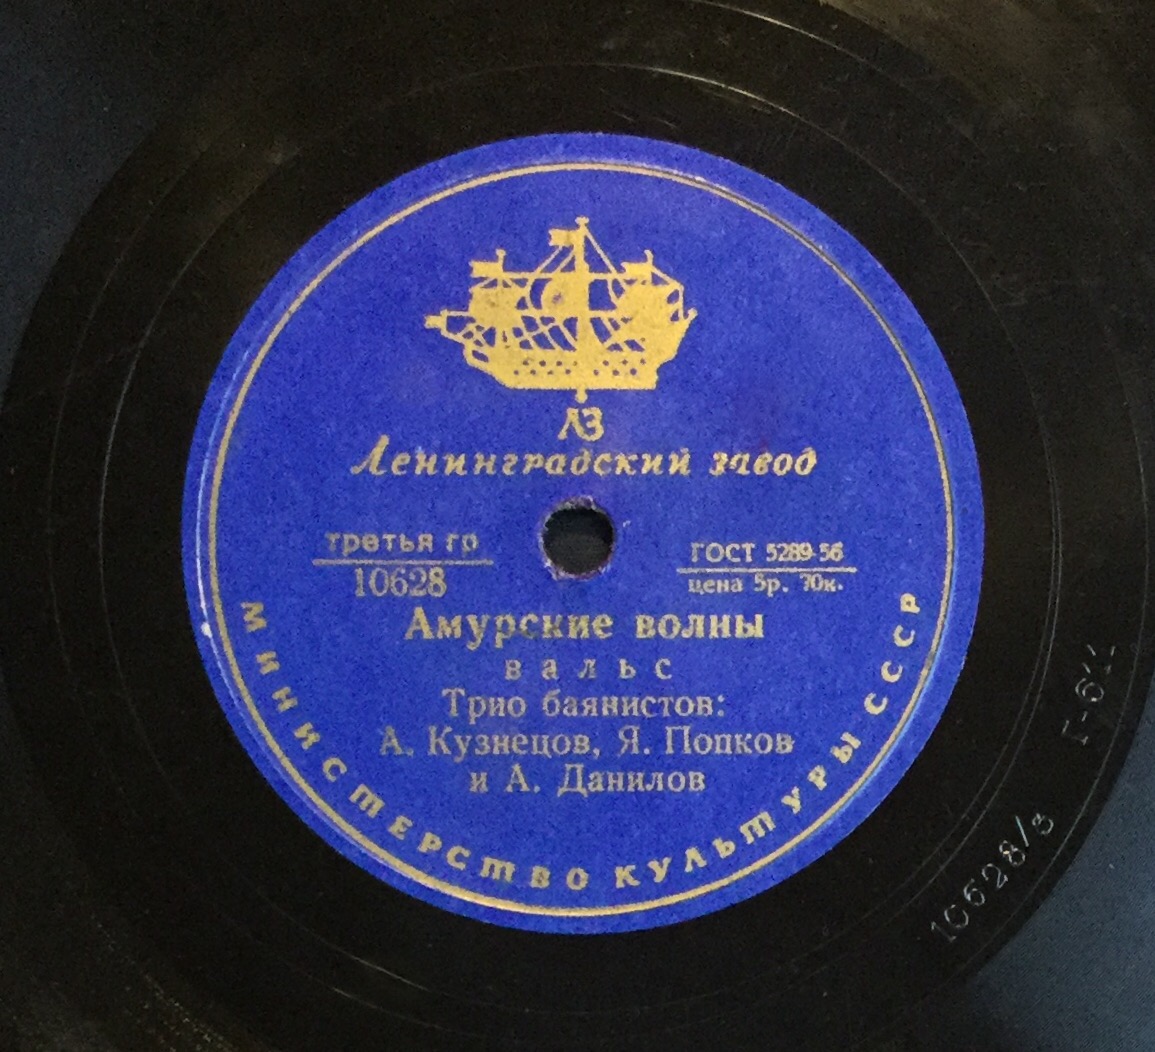 ЛЗ
Ленинградский завод
третья гр
10628
ГОСТ 5289-56
цена 5р. 70к.
Амурские волны
вальс
Трио баянистов:
А. Кузнецов, Я. Попков
и А. Данилов
МИНИСТЕРСТВО КУЛЬТУРЫ СССР
10628/3